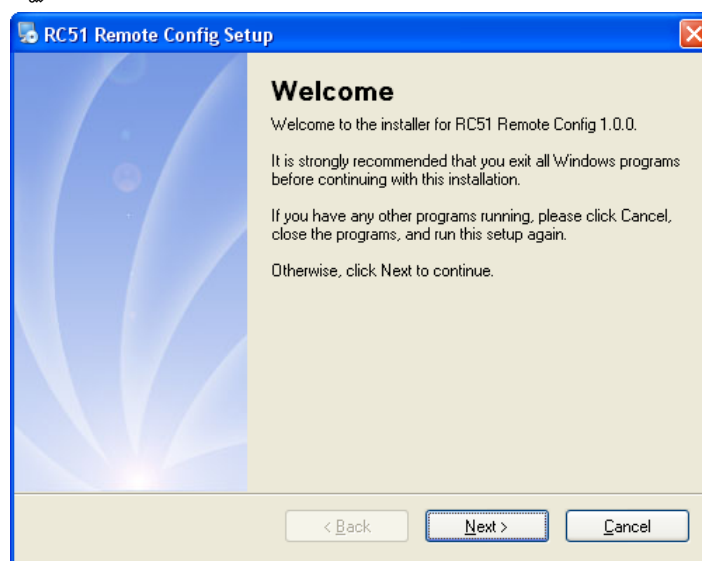 RC51 Remote Config Setup
Welcome
Welcome to the installer for RC51 Remote Config 1.0.0.
It is strongly recommended that you exit all Windows programs
before continuing with this installation.
If you have any other programs running, please click Cancel,
close the programs, and run this setup again.
Otherwise, click Next to continue.
< Back
Next >
Cancel